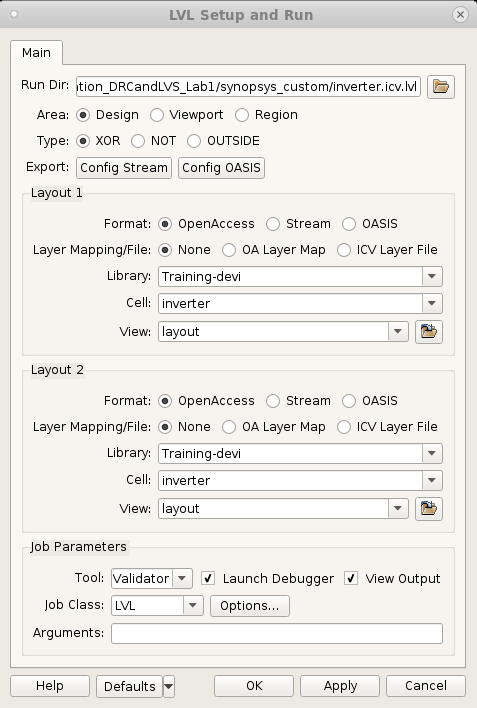 LVL Setup and Run
Main
Run Dir: ition_DRCandLVS_Lab1/synopsys_custom/inverter.icv.lvl
Area: Design Viewport Region
Type: XOR NOT OUTSIDE
Export: Config Stream Config OASIS
Layout 1
Format: OpenAccess Stream OASIS
Layer Mapping/File: None OA Layer Map ICV Layer File
Library: Training-devi
Cell: inverter
View: layout
Layout 2
Format: OpenAccess Stream OASIS
Layer Mapping/File: None OA Layer Map ICV Layer File
Library: Training-devi
Cell: inverter
View: layout
Job Parameters
Tool: Validator Launch Debugger View Output
Job Class: LVL Options...
Arguments:
Help Defaults OK Apply Cancel